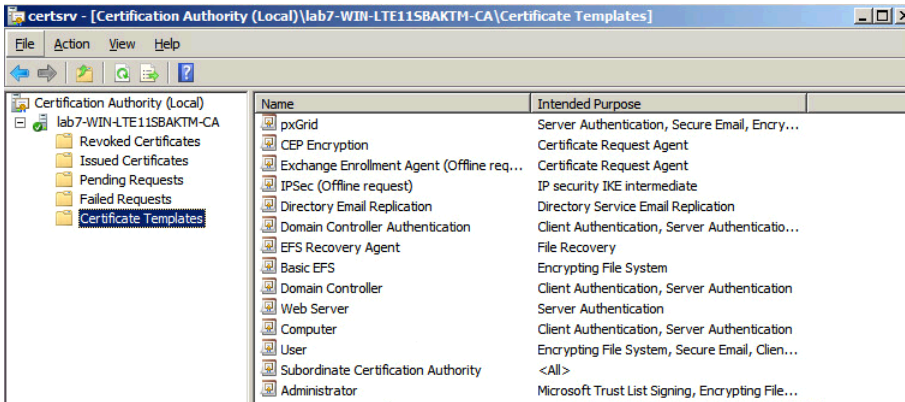 certsrv - [Certification Authority (Local)\lab7-WIN-LTE11SBAKTM-CA\Certificate Templates]
File Action View Help
Certification Authority (Local)
lab7-WIN-LTE11SBAKTM-CA
Revoked Certificates
Issued Certificates
Pending Requests
Failed Requests
Certificate Templates
Name Intended Purpose
pxGrid Server Authentication, Secure Email, Encry...
CEP Encryption Certificate Request Agent
Exchange Enrollment Agent (Offline req... Certificate Request Agent
IPSec (Offline request) IP security IKE intermediate
Directory Email Replication Directory Service Email Replication
Domain Controller Authentication Client Authentication, Server Authenticatio...
EFS Recovery Agent File Recovery
Basic EFS Encrypting File System
Domain Controller Client Authentication, Server Authentication
Web Server Server Authentication
Computer Client Authentication, Server Authentication
User Encrypting File System, Secure Email, Clien...
Subordinate Certification Authority <All>
Administrator Microsoft Trust List Signing, Encrypting File...